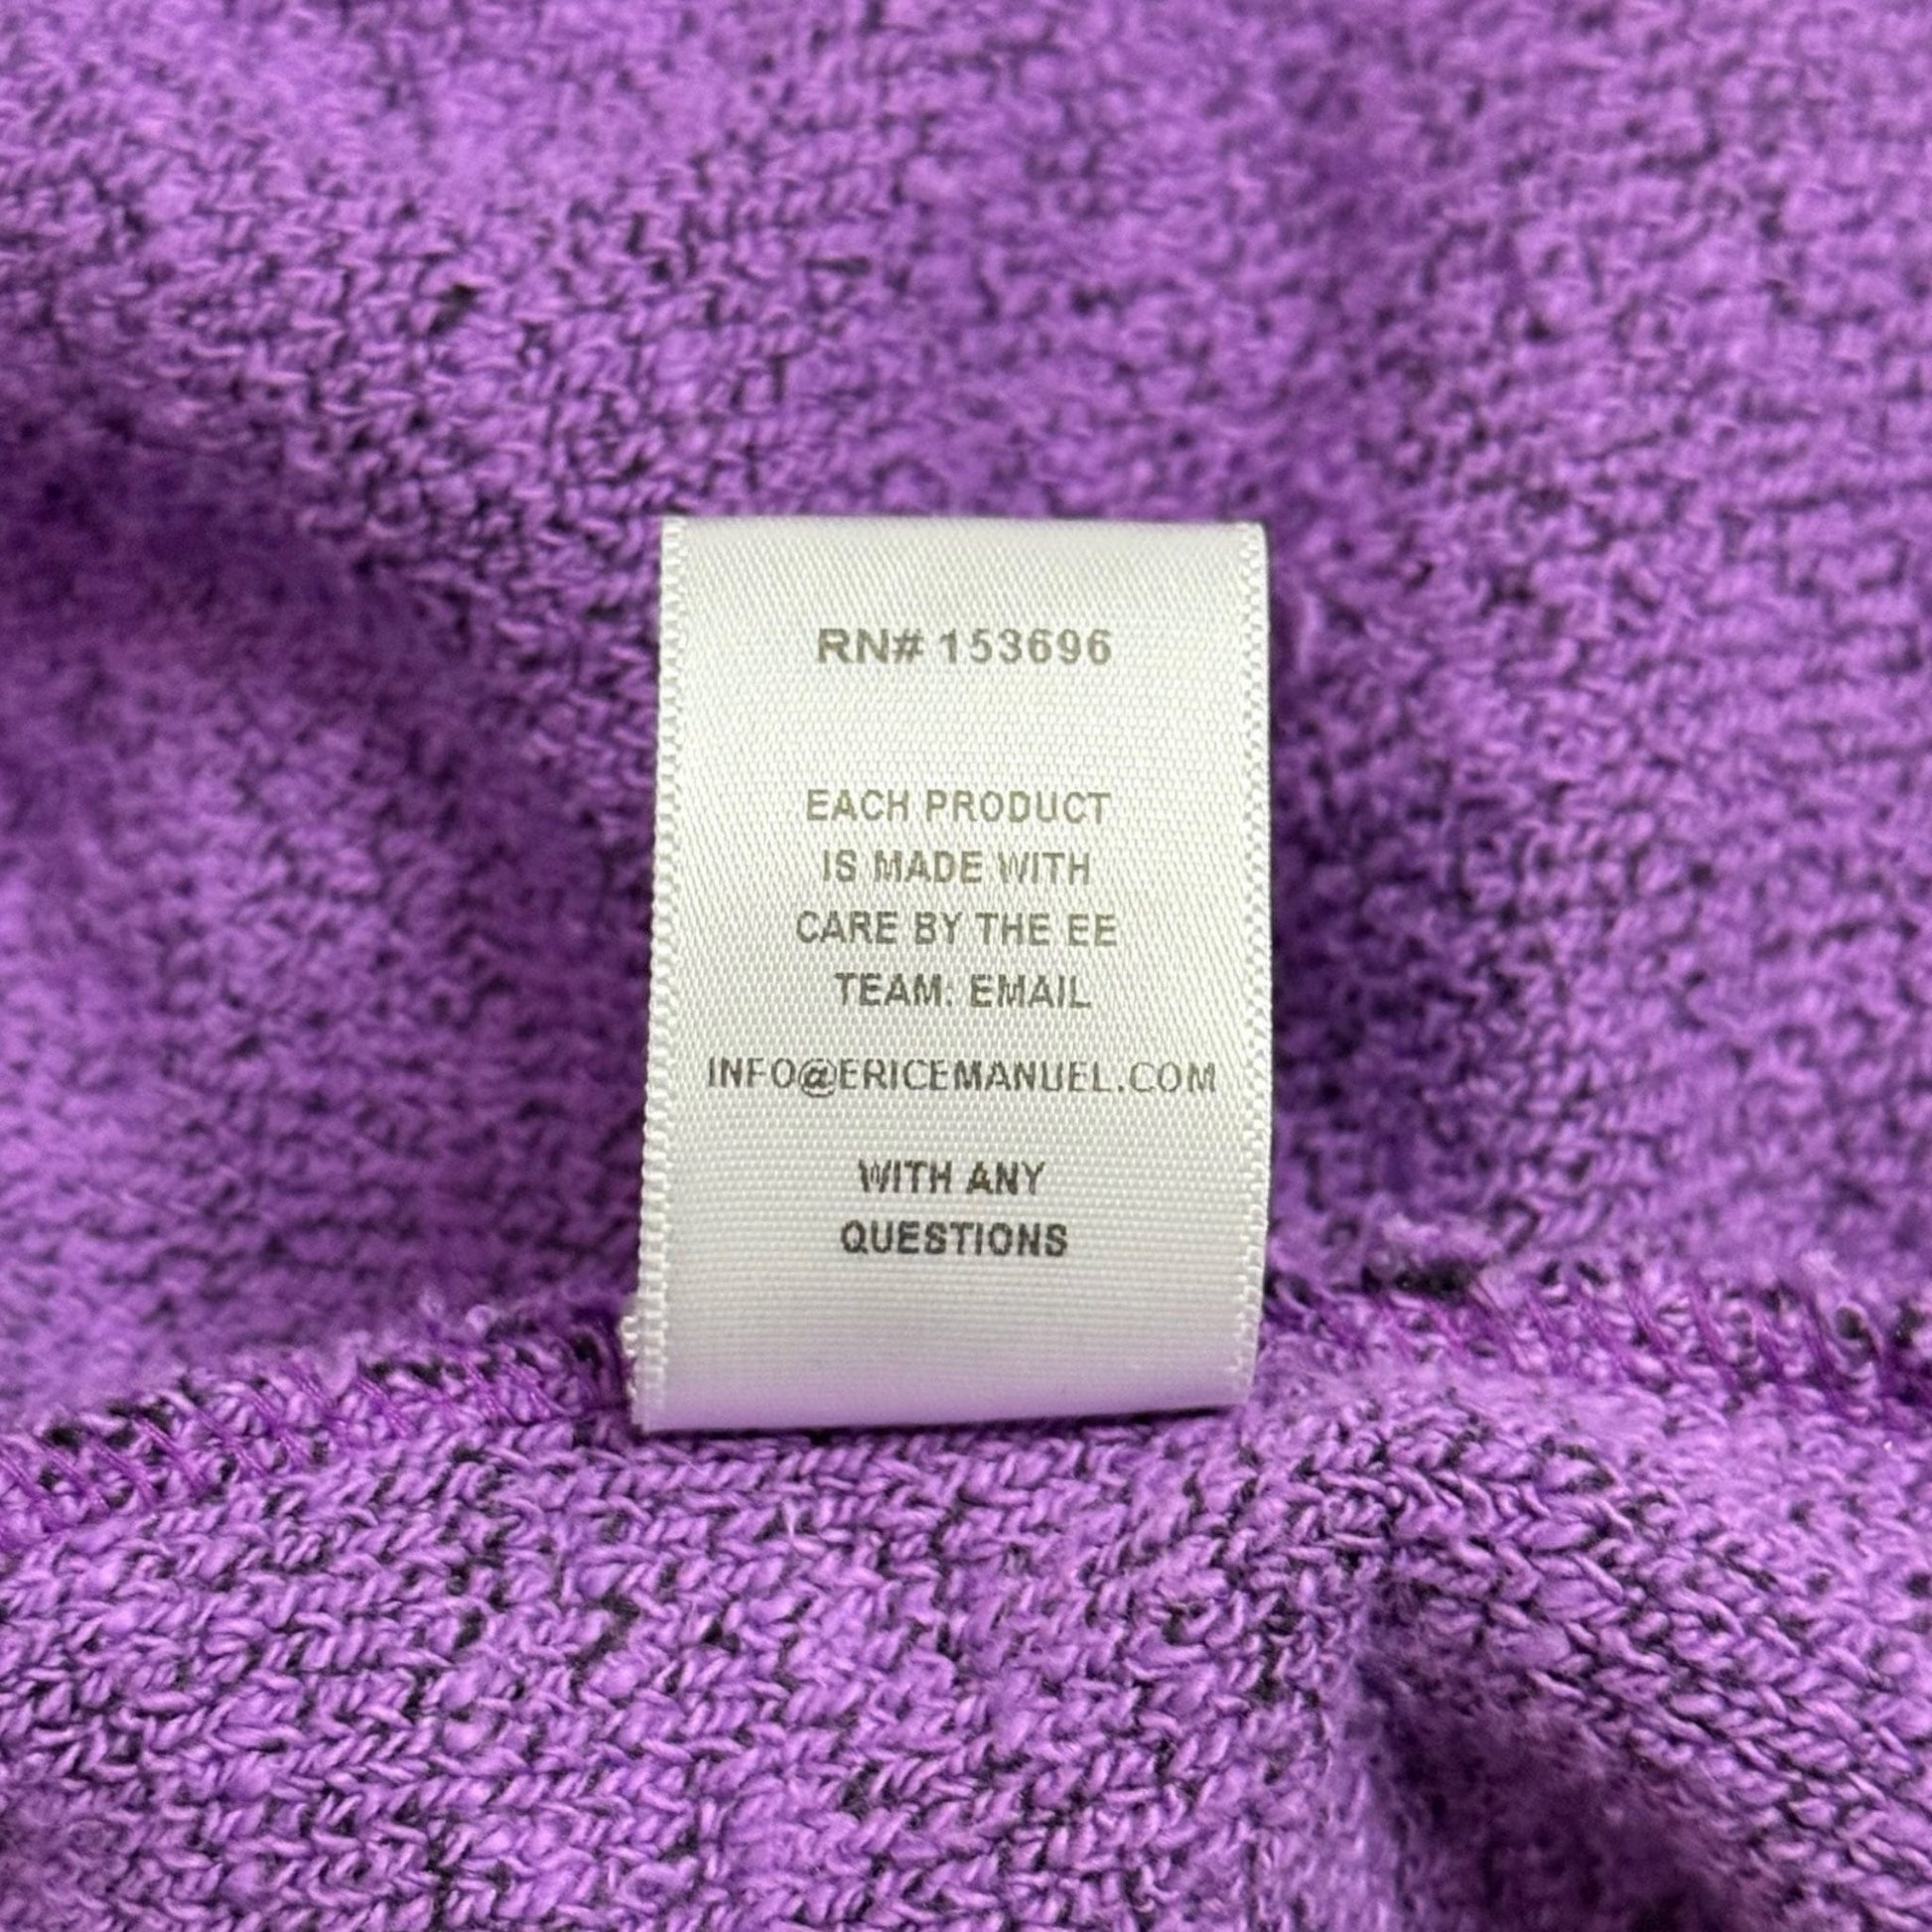 RN# 153696
EACH PRODUCT
IS MADE WITH
CARE BY THE EE
TEAM: EMAIL
INFO@ERICEMANUEL.COM
WITH ANY
QUESTIONS